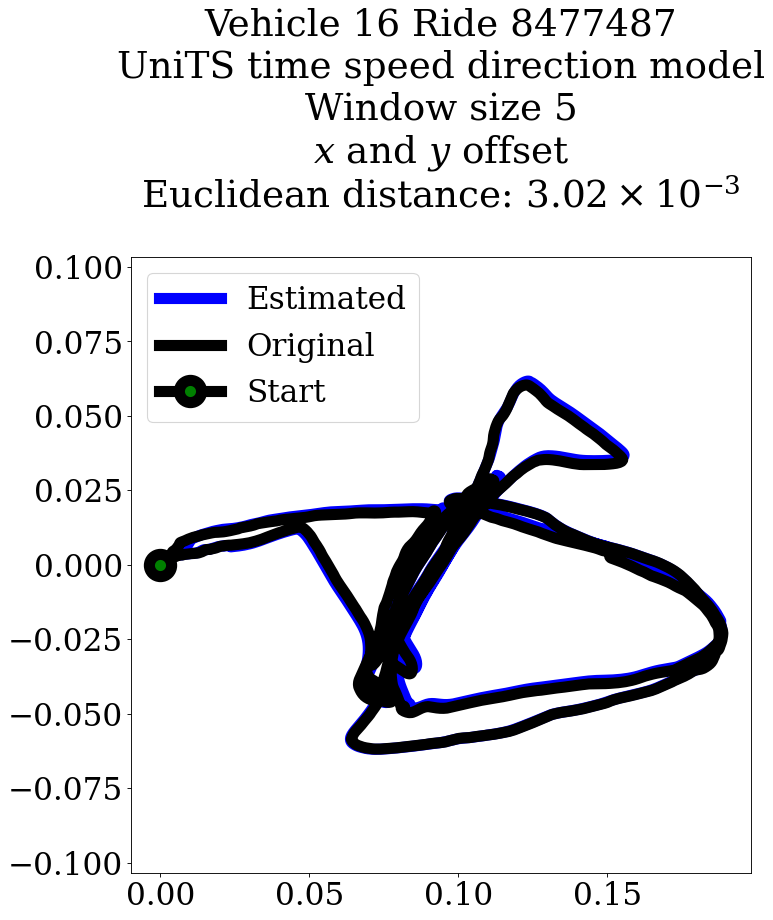 Vehicle 16 Ride 8477487
UniTS time speed direction model
Window size 5
x and y offset
Euclidean distance: 3.02 × 10⁻³
0.100
0.075
0.050
0.025
0.000
−0.025
−0.050
−0.075
−0.100
Estimated
Original
Start
0.00 0.05 0.10 0.15